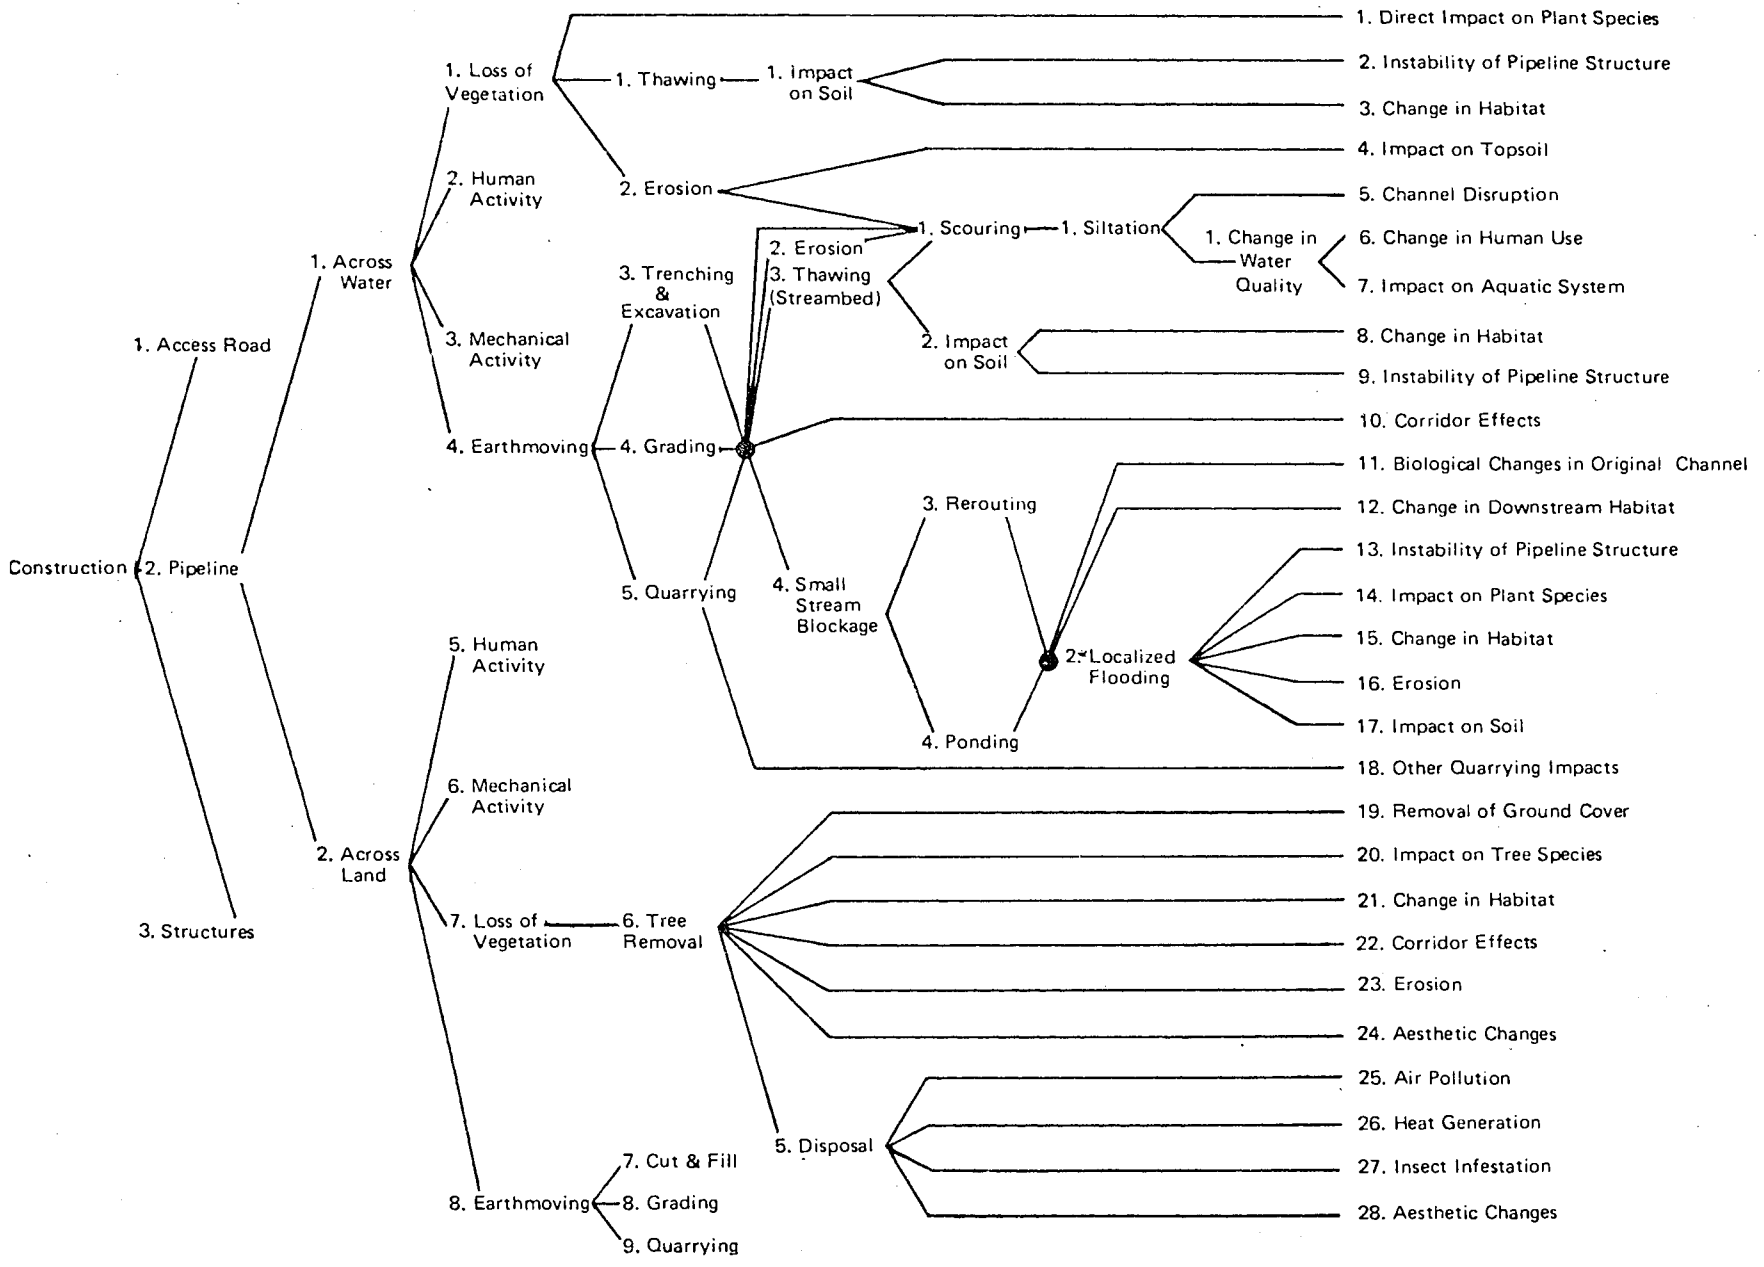 Construction
1. Access Road
2. Pipeline
3. Structures
1. Across
Water
2. Across
Land
1. Loss of
Vegetation
2. Human
Activity
3. Mechanical
Activity
4. Earthmoving
5. Human
Activity
6. Mechanical
Activity
7. Loss of
Vegetation
8. Earthmoving
1. Thawing
2. Erosion
3. Trenching
&
Excavation
4. Grading
5. Quarrying
6. Tree
Removal
7. Cut & Fill
8. Grading
9. Quarrying
1. Impact
on Soil
2. Erosion
3. Thawing
(Streambed)
4. Small
Stream
Blockage
5. Disposal
1. Scouring
2. Impact
on Soil
3. Rerouting
4. Ponding
1. Siltation
2.* Localized
Flooding
1. Change in
Water
Quality
1. Direct Impact on Plant Species
2. Instability of Pipeline Structure
3. Change in Habitat
4. Impact on Topsoil
5. Channel Disruption
6. Change in Human Use
7. Impact on Aquatic System
8. Change in Habitat
9. Instability of Pipeline Structure
10. Corridor Effects
11. Biological Changes in Original Channel
12. Change in Downstream Habitat
13. Instability of Pipeline Structure
14. Impact on Plant Species
15. Change in Habitat
16. Erosion
17. Impact on Soil
18. Other Quarrying Impacts
19. Removal of Ground Cover
20. Impact on Tree Species
21. Change in Habitat
22. Corridor Effects
23. Erosion
24. Aesthetic Changes
25. Air Pollution
26. Heat Generation
27. Insect Infestation
28. Aesthetic Changes